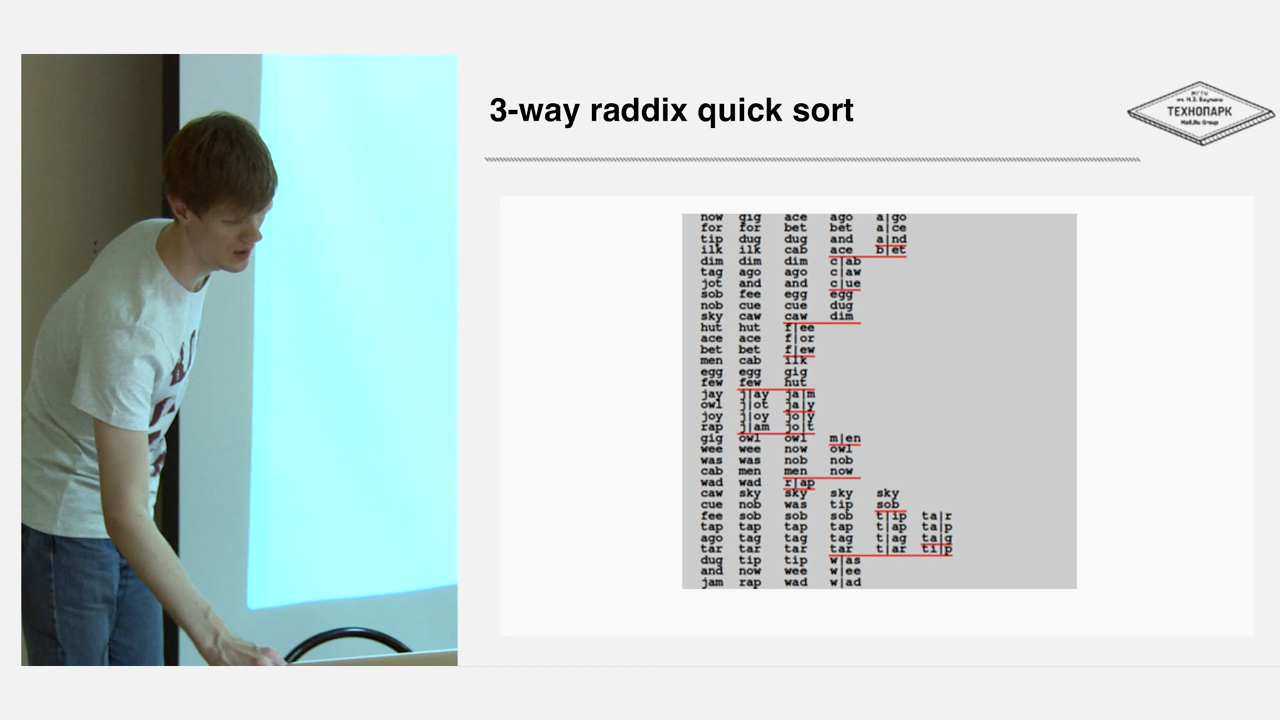 3-way raddix quick sort
МГТУ
им. Н.Э. Баумана
ТЕХНОПАРК
Mail.Ru Group
now gig ace ago a|go
for for bet bet a|ce
tip dug dug and a|nd
ilk ilk cab ace b|et
dim dim dim c|ab
tag ago ago c|aw
jot and and c|ue
sob fee egg egg
nob cue cue dug
sky caw caw dim
hut hut f|ee
ace ace f|or
bet bet f|ew
men cab ilk
egg egg gig
few few hut
jay j|ay ja|m
owl j|ot ja|y
joy j|oy jo|y
rap j|am jo|t
gig owl owl m|en
wee wee now owl
was was nob nob
cab men men now
wad wad r|ap
caw sky sky sky sky
cue nob was tip sob
fee sob sob sob t|ip ta|r
tap tap tap tap t|ap ta|p
ago tag tag tag t|ag ta|g
tar tar tar tar t|ar ti|p
dug tip tip w|as
and now wee w|ee
jam rap wad w|ad